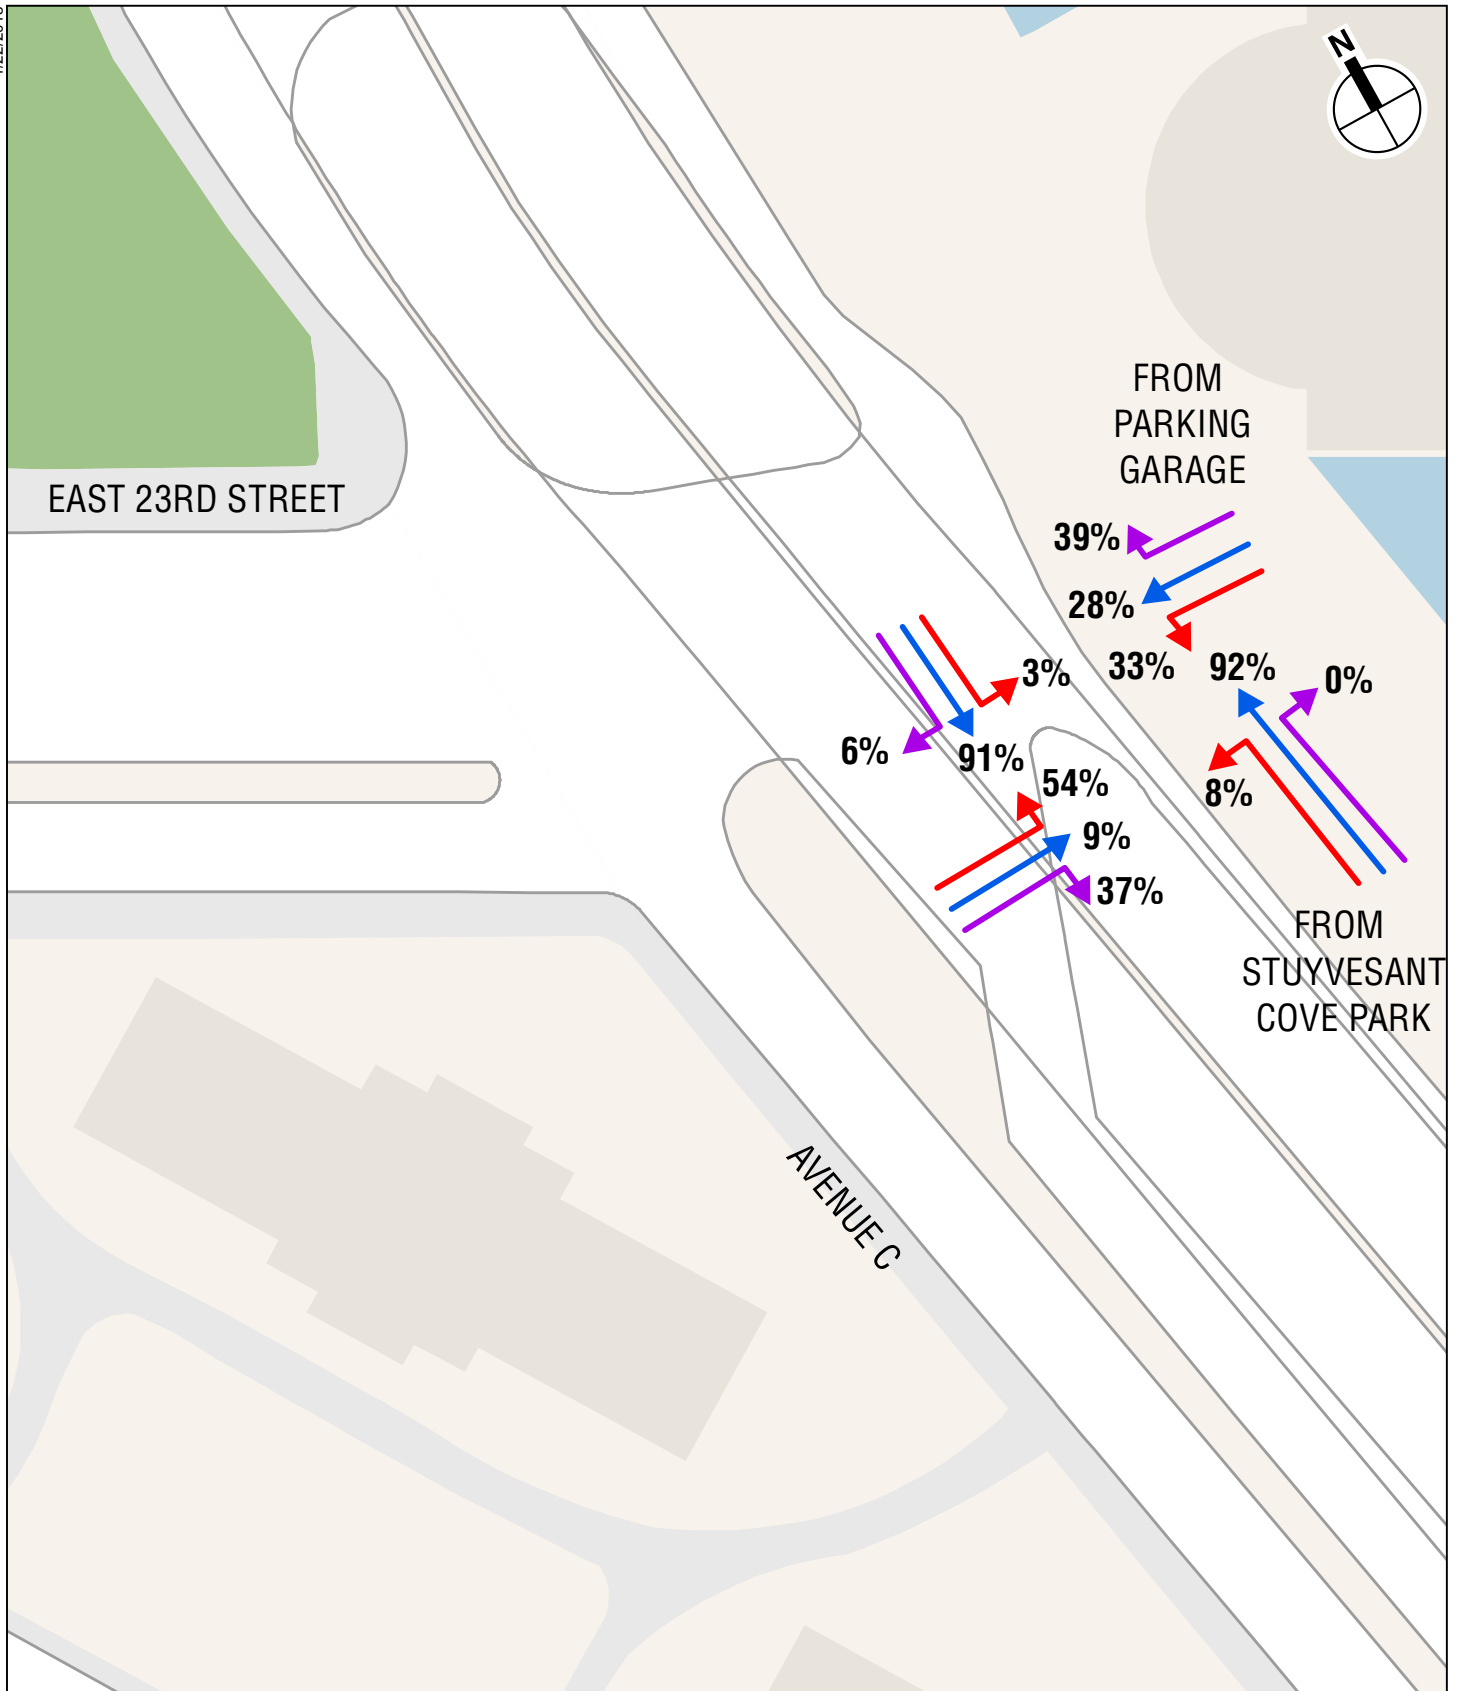 N
FROM
PARKING
GARAGE
EAST 23RD STREET
39%
28%
33%
92%
0%
3%
6%
91%
54%
8%
9%
37%
FROM
STUYVESANT
COVE PARK
AVENUE C